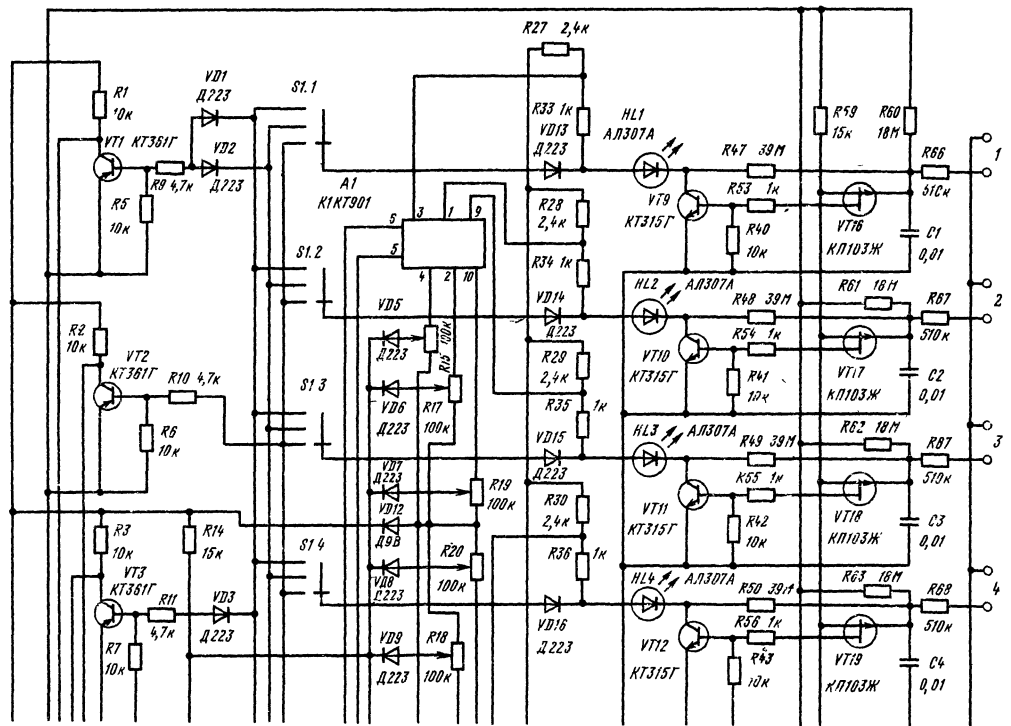 R27 2,4к
R1
10к
VT1 КТ361Г
VD1
Д223
VD2
Д223
R9 4,7к
R5
10к
S1.1
A1
К1КТ901
6
5
3
1
9
4
2
10
R33 1к
VD13
Д223
HL1
АЛ307А
R47 39М
R53 1к
VT9
КТ315Г
R40
10к
R59
15к
R60
18М
R66
51Ск
1
VT16
КП103Ж
C1
0,01
R28
2,4к
R34 1к
S1.2
VD14
Д223
HL2
АЛ307А
R48 39М
R54 1к
VT10
КТ315Г
R41
10к
R61 18М
R67
510к
2
VT17
КП103Ж
C2
0,01
R2
10к
VT2
КТ361Г
R10 4,7к
R6
10к
VD5
Д223
R15
100к
VD6
Д223
R17
100к
R29
2,4к
R35
1к
S1 3
VD15
Д223
HL3
АЛ307А
R49 39М
R55 1к
VT11
КТ315Г
R42
10к
R62 18М
R87
510к
3
VT18
КП103Ж
C3
0,01
VD7
Д223
VD12
Д9В
R19
100к
R20
100к
VD8
Д223
R30
2,4к
R36
1к
R3
10к
VT3
КТ361Г
R14
15к
R11
4,7к
VD3
Д223
R7
10к
S1 4
VD9
Д223
R18
100к
VD16
Д223
HL4
АЛ307А
R50 39М
R56 1к
VT12
КТ315Г
R43
10к
R63 18М
R68
510к
4
VT19
КП103Ж
C4
0,01